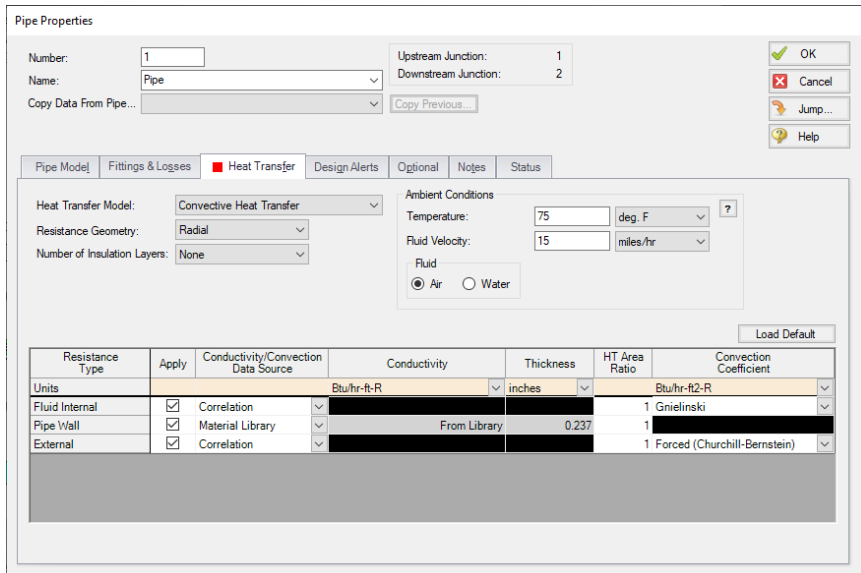 Pipe Properties
Number: 1
Name: Pipe
Copy Data From Pipe... Copy Previous...
Upstream Junction: 1
Downstream Junction: 2
OK
Cancel
Jump...
Help
Pipe Model Fittings & Losses Heat Transfer Design Alerts Optional Notes Status
Heat Transfer Model: Convective Heat Transfer
Resistance Geometry: Radial
Number of Insulation Layers: None
Ambient Conditions
Temperature: 75 deg. F ?
Fluid Velocity: 15 miles/hr
Fluid
Air Water
Load Default
Resistance Type Apply Conductivity/Convection Data Source Conductivity Thickness HT Area Ratio Convection Coefficient
Units Btu/hr-ft-R inches Btu/hr-ft2-R
Fluid Internal Correlation 1 Gnielinski
Pipe Wall Material Library From Library 0.237 1
External Correlation 1 Forced (Churchill-Bernstein)